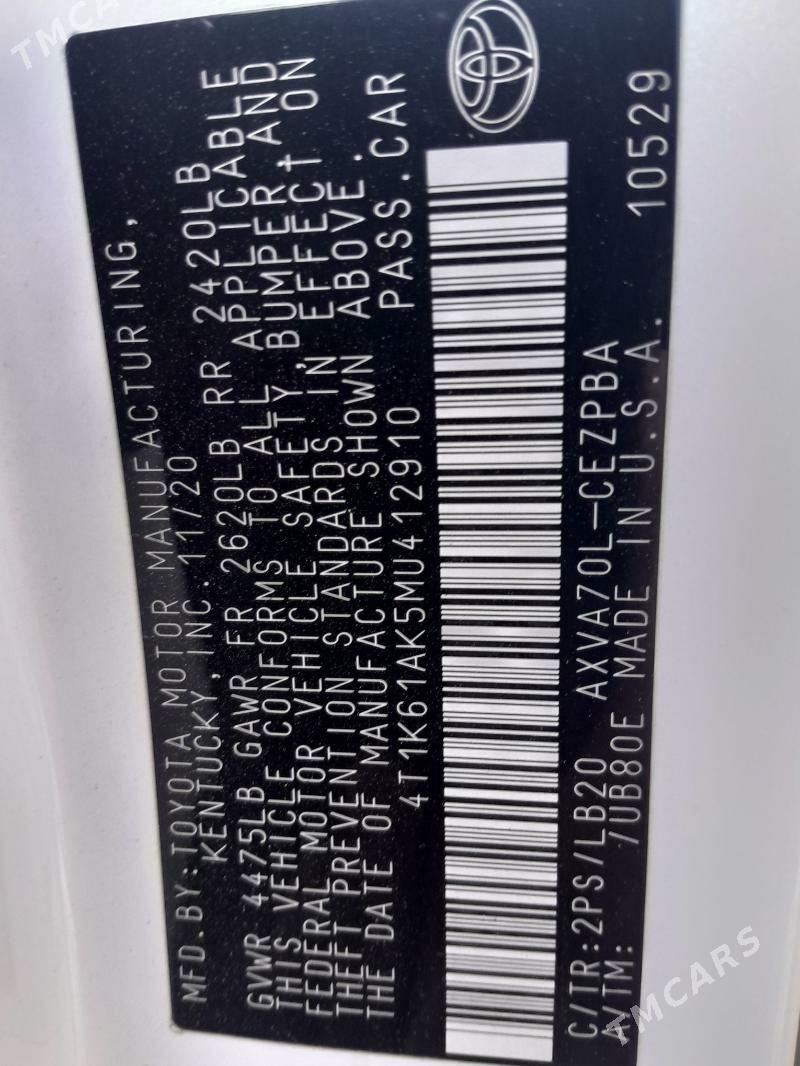 MFD.BY:TOYOTA MOTOR MANUFACTURING,
KENTUCKY,INC. 11/20
GVWR 4475LB GAWR FR 2620LB RR 2420LB
THIS VEHICLE CONFORMS TO ALL APPLICABLE
FEDERAL MOTOR VEHICLE SAFETY,BUMPER AND
THEFT PREVENTION STANDARDS IN EFFECT ON
THE DATE OF MANUFACTURE SHOWN ABOVE.
4T1K61AK5MU412910 PASS.CAR
C/TR:2PS/LB20 AXVA70L-CEZPBA
A/TM: 7UB80E MADE IN U.S.A. 10529
TMCARS
TMCA